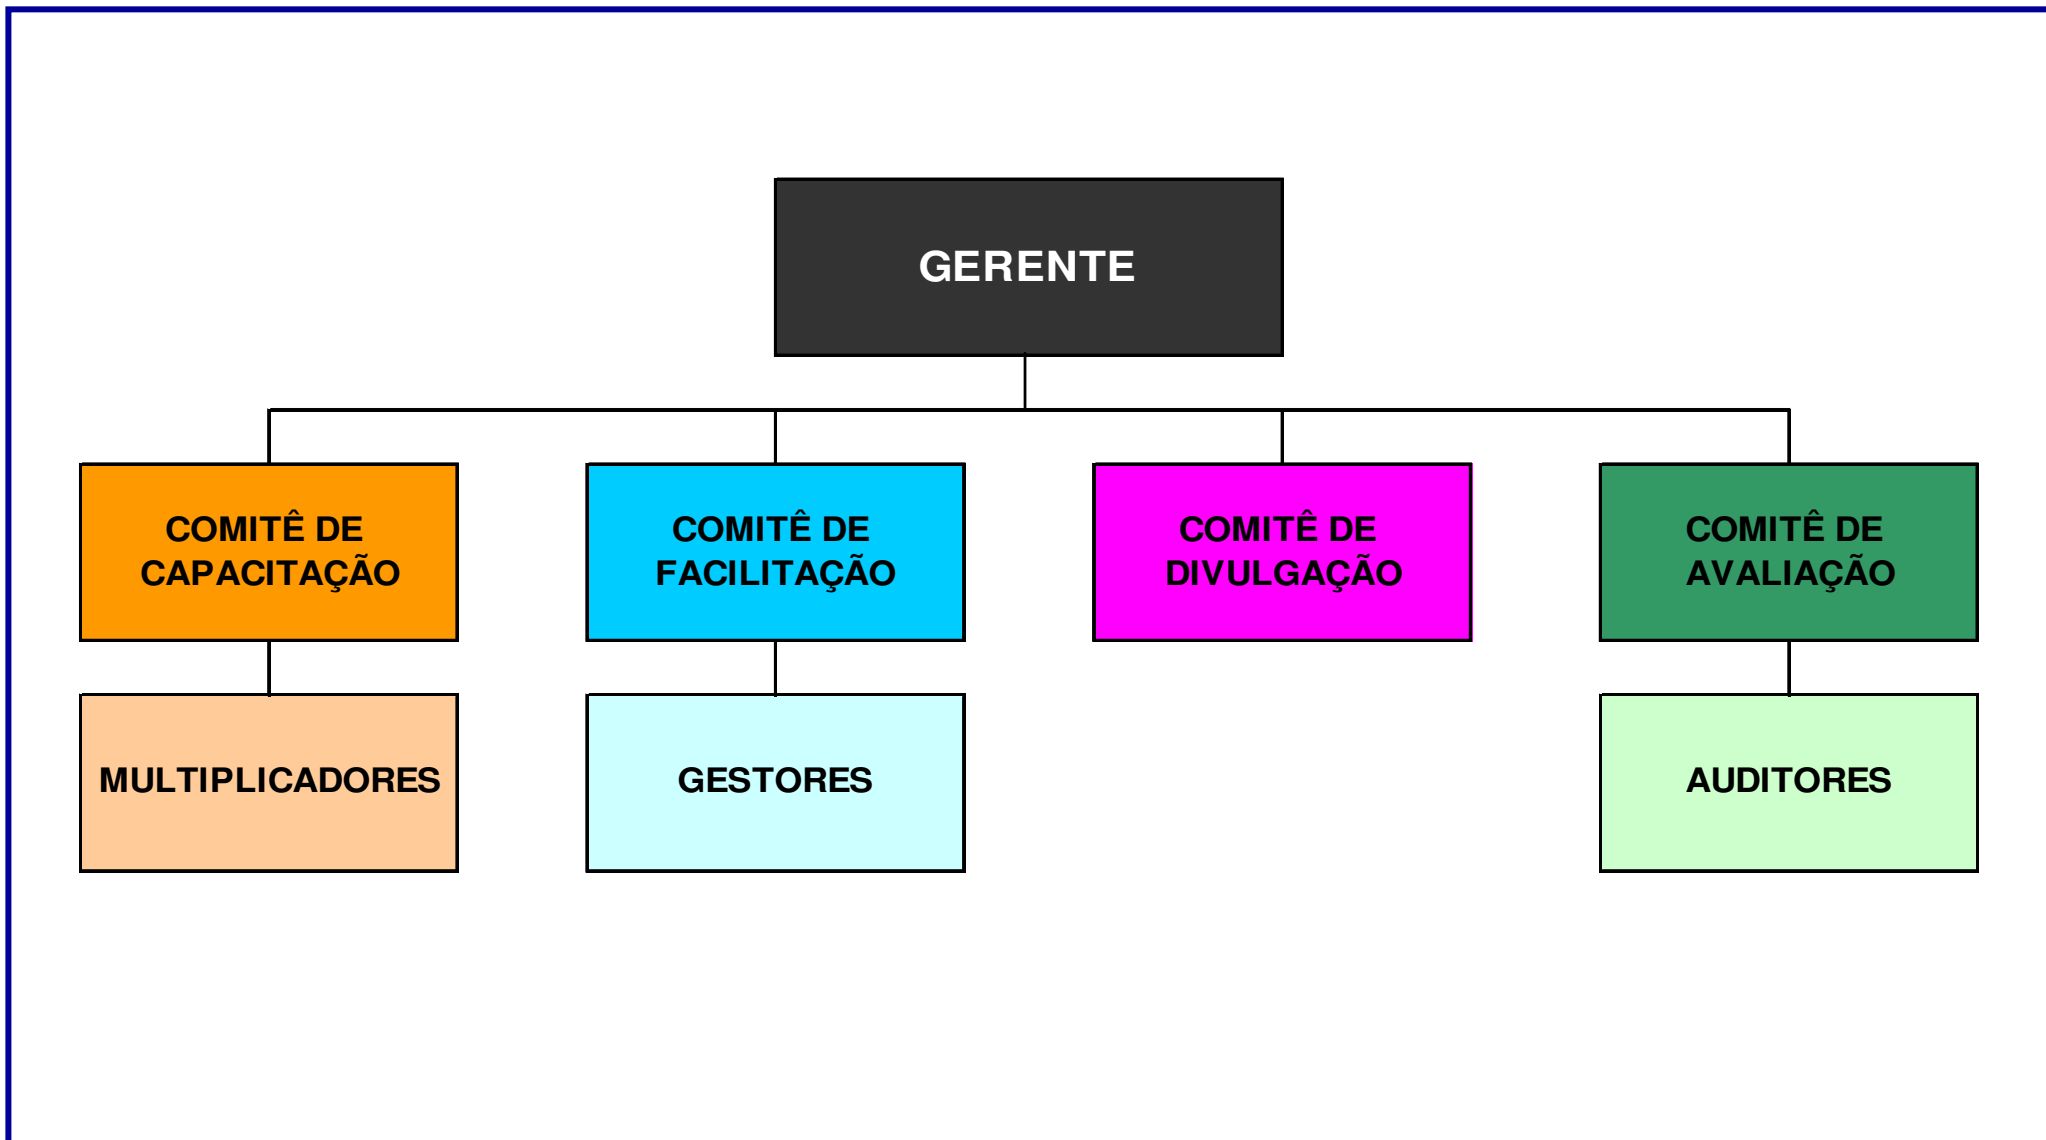 GERENTE
COMITÊ DE
CAPACITAÇÃO
COMITÊ DE
FACILITAÇÃO
COMITÊ DE
DIVULGAÇÃO
COMITÊ DE
AVALIAÇÃO
MULTIPLICADORES
GESTORES
AUDITORES